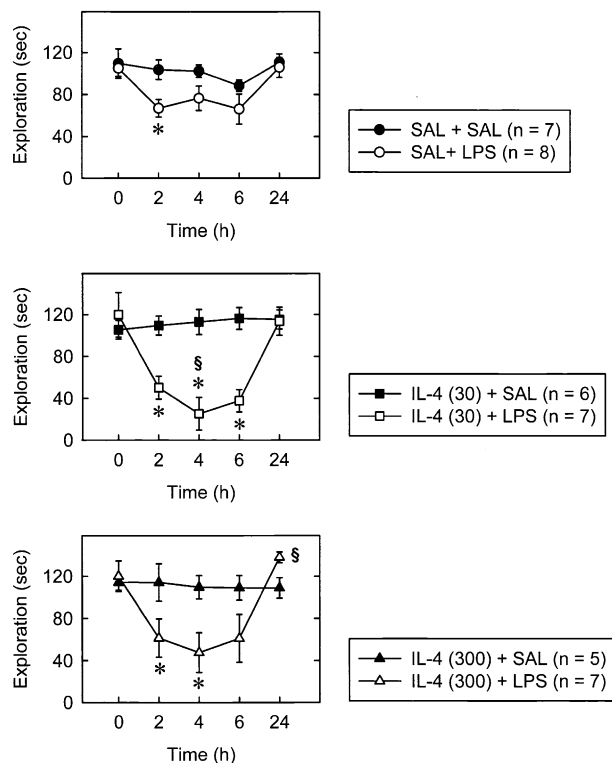 Exploration (sec)
120
80
40
0
*
0 2 4 6 24
Time (h)
SAL + SAL (n = 7)
SAL+ LPS (n = 8)
Exploration (sec)
120
80
40
0
§
* * *
0 2 4 6 24
Time (h)
IL-4 (30) + SAL (n = 6)
IL-4 (30) + LPS (n = 7)
Exploration (sec)
120
80
40
0
§
* *
0 2 4 6 24
Time (h)
IL-4 (300) + SAL (n = 5)
IL-4 (300) + LPS (n = 7)